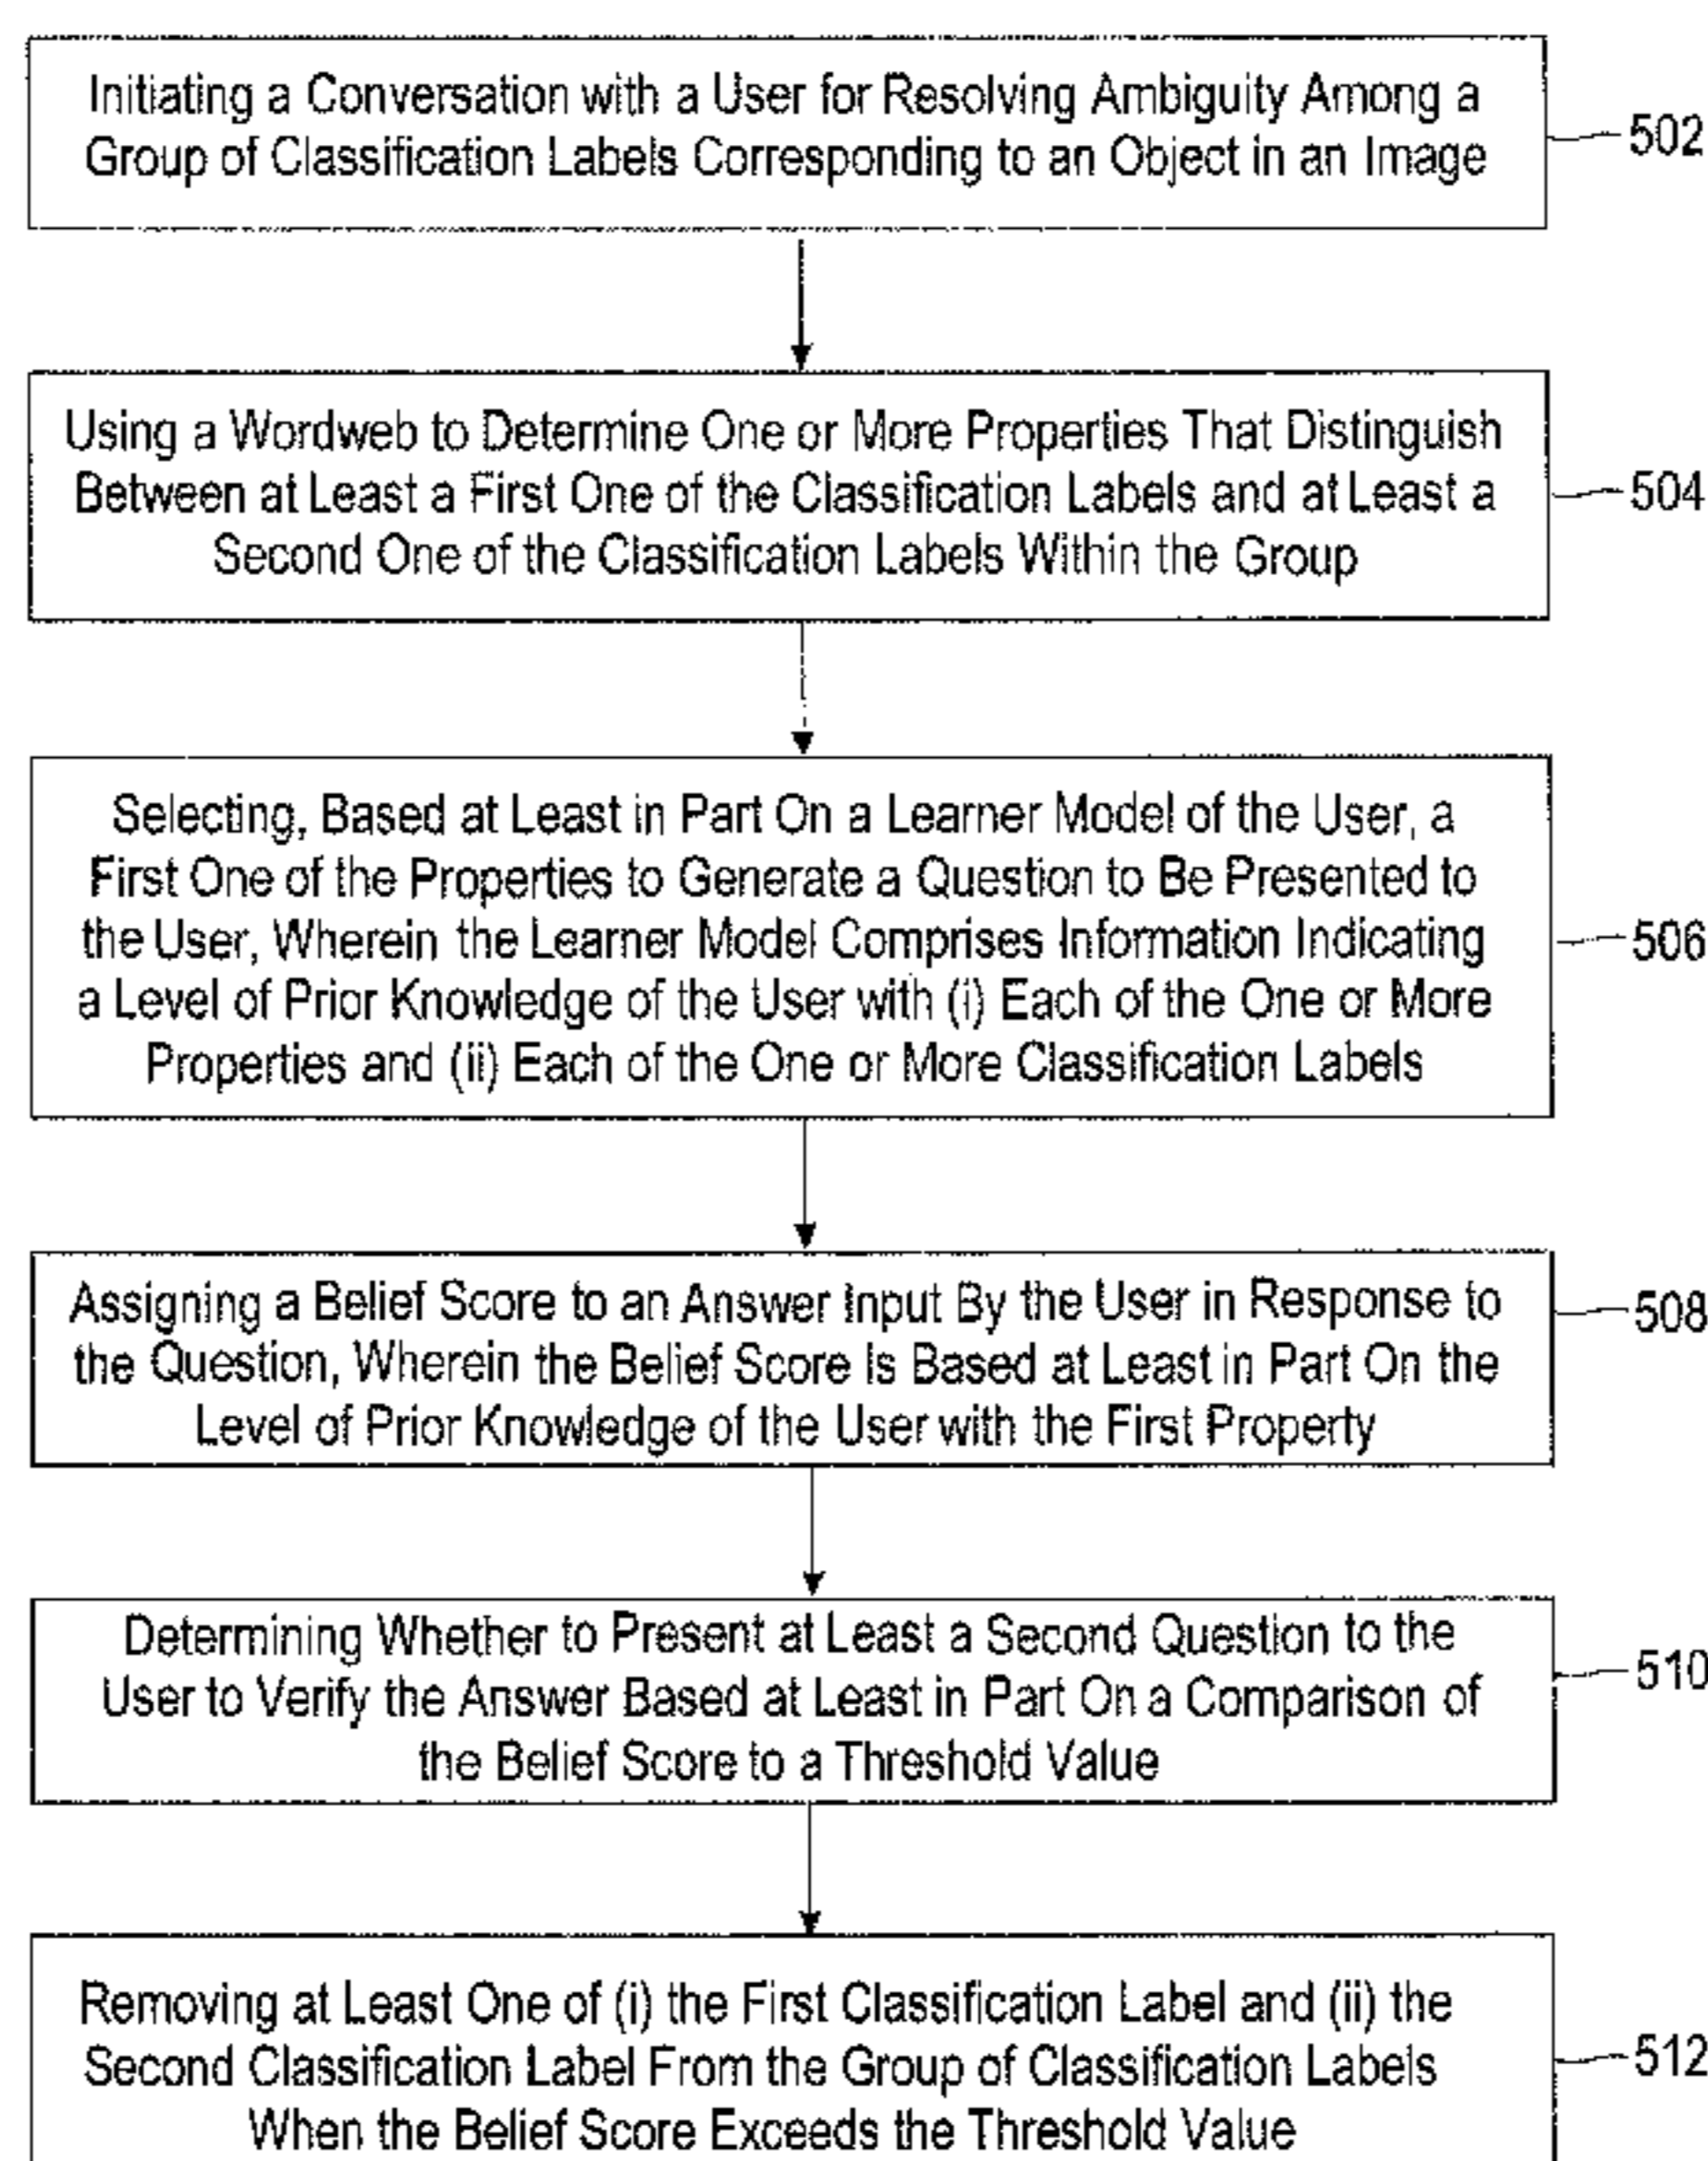 Initiating a Conversation with a User for Resolving Ambiguity Among a
Group of Classification Labels Corresponding to an Object in an Image
502
Using a Wordweb to Determine One or More Properties That Distinguish
Between at Least a First One of the Classification Labels and at Least a
Second One of the Classification Labels Within the Group
504
Selecting, Based at Least in Part On a Learner Model of the User, a
First One of the Properties to Generate a Question to Be Presented to
the User, Wherein the Learner Model Comprises Information Indicating
a Level of Prior Knowledge of the User with (i) Each of the One or More
Properties and (ii) Each of the One or More Classification Labels
506
Assigning a Belief Score to an Answer Input By the User in Response to
the Question, Wherein the Belief Score Is Based at Least in Part On the
Level of Prior Knowledge of the User with the First Property
508
Determining Whether to Present at Least a Second Question to the
User to Verify the Answer Based at Least in Part On a Comparison of
the Belief Score to a Threshold Value
510
Removing at Least One of (i) the First Classification Label and (ii) the
Second Classification Label From the Group of Classification Labels
When the Belief Score Exceeds the Threshold Value
512